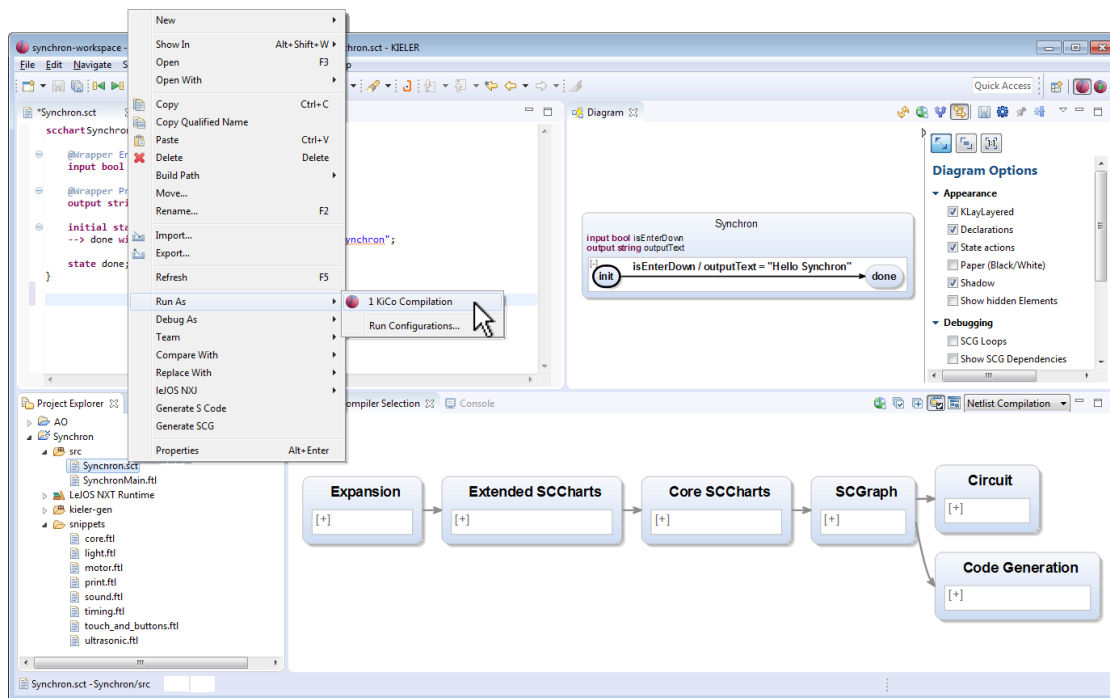 synchron-workspace -
hron.sct - KIELER
File Edit Navigate S
p
Quick Access
New
Show In Alt+Shift+W
Open F3
Open With
Copy Ctrl+C
Copy Qualified Name
Paste Ctrl+V
Delete Delete
Build Path
Move...
Rename... F2
Import...
Export...
Refresh F5
Run As
Debug As
Team
Compare With
Replace With
leJOS NXJ
Generate S Code
Generate SCG
Properties Alt+Enter
1 KiCo Compilation
Run Configurations...
*Synchron.sct
scchartSynchron
@Wrapper En
input bool
@Wrapper Pr
output stri
initial sta
--> done wi
ynchron";
state done;
}
Diagram
Synchron
input bool isEnterDown
output string outputText
[-]
init
isEnterDown / outputText = "Hello Synchron"
done
Diagram Options
Appearance
KLayLayered
Declarations
State actions
Paper (Black/White)
Shadow
Show hidden Elements
Debugging
SCG Loops
Show SCG Dependencies
Project Explorer
AO
Synchron
src
Synchron.sct
SynchronMain.ftl
LeJOS NXT Runtime
kieler-gen
snippets
core.ftl
light.ftl
motor.ftl
print.ftl
sound.ftl
timing.ftl
touch_and_buttons.ftl
ultrasonic.ftl
ompiler Selection
Console
Netlist Compilation
Expansion
[+]
Extended SCCharts
[+]
Core SCCharts
[+]
SCGraph
[+]
Circuit
[+]
Code Generation
[+]
Synchron.sct - Synchron/src